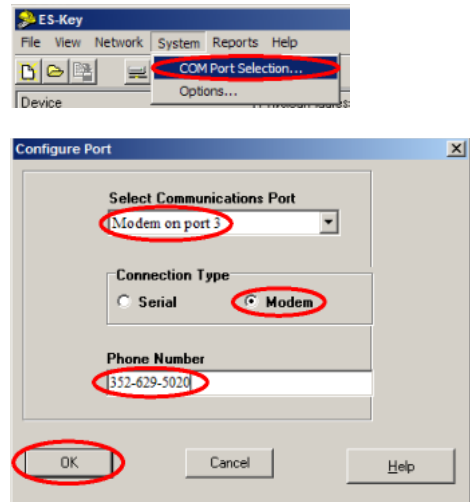 ES-Key
File View Network System Reports Help
COM Port Selection...
Device
Options...
Configure Port
Select Communications Port
Modem on port 3
Connection Type
Serial Modem
Phone Number
352-629-5020
OK Cancel Help